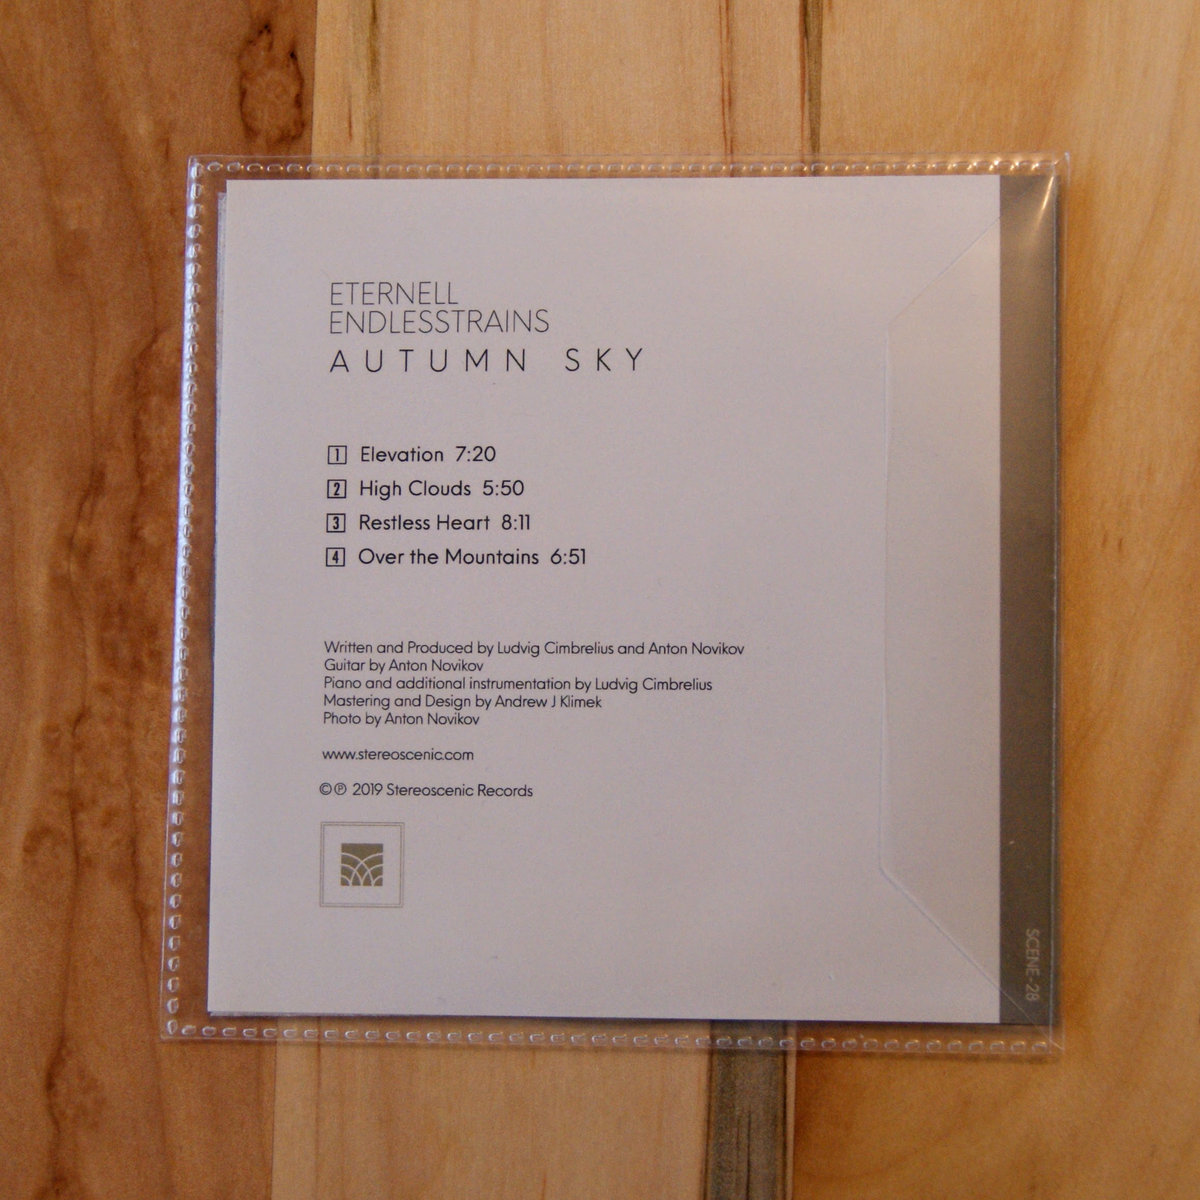 ETERNELL
ENDLESSTRAINS
AUTUMN SKY
1 Elevation 7:20
2 High Clouds 5:50
3 Restless Heart 8:11
4 Over the Mountains 6:51
Written and Produced by Ludvig Cimbrelius and Anton Novikov
Guitar by Anton Novikov
Piano and additional instrumentation by Ludvig Cimbrelius
Mastering and Design by Andrew J Klimek
Photo by Anton Novikov
www.stereoscenic.com
©℗ 2019 Stereoscenic Records
SCENE-28